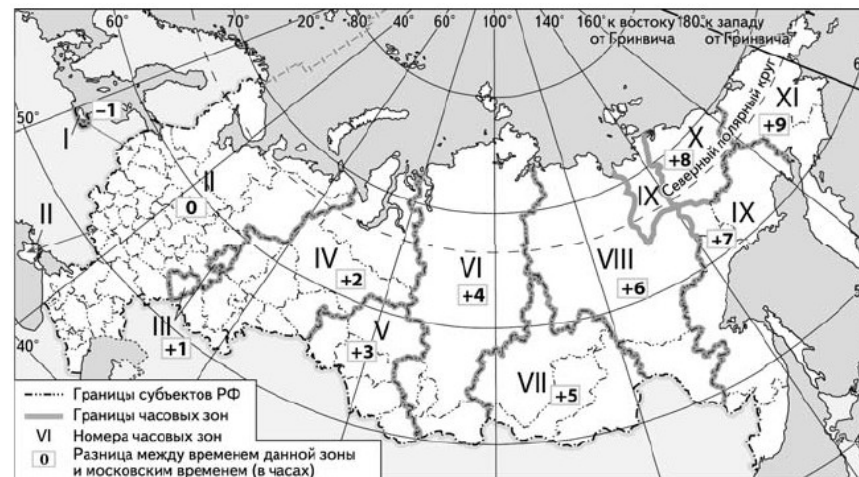 60°
70°
20°
40°
60°
80°
100°
120°
140°
160° к востоку
от Гринвича
180° к западу
от Гринвича
50°
40°
Северный полярный круг
I
-1
II
II
0
III
+1
IV
+2
V
+3
VI
+4
VII
+5
VIII
+6
IX
IX
+7
X
+8
XI
+9
Границы субъектов РФ
Границы часовых зон
VI Номера часовых зон
0 Разница между временем данной зоны
и московским временем (в часах)